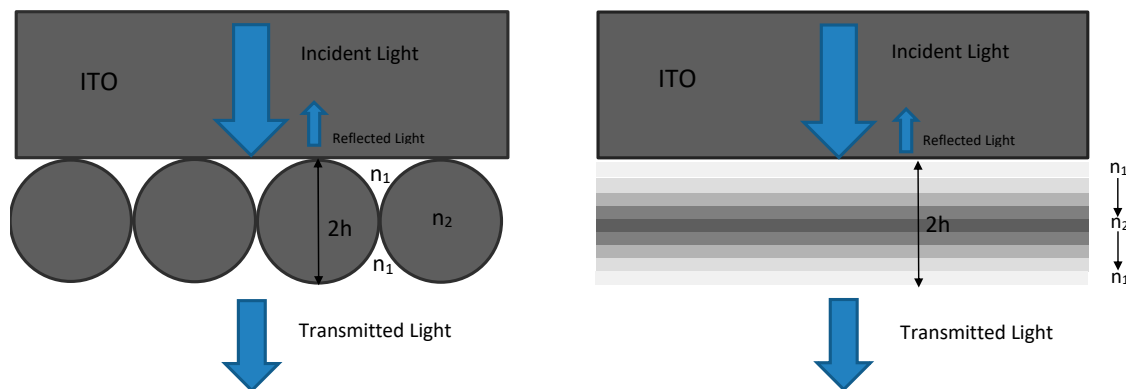 Incident Light
ITO
Reflected Light
n₁
2h
n₂
n₁
Transmitted Light
Incident Light
ITO
Reflected Light
n₁
2h
n₂
n₁
Transmitted Light